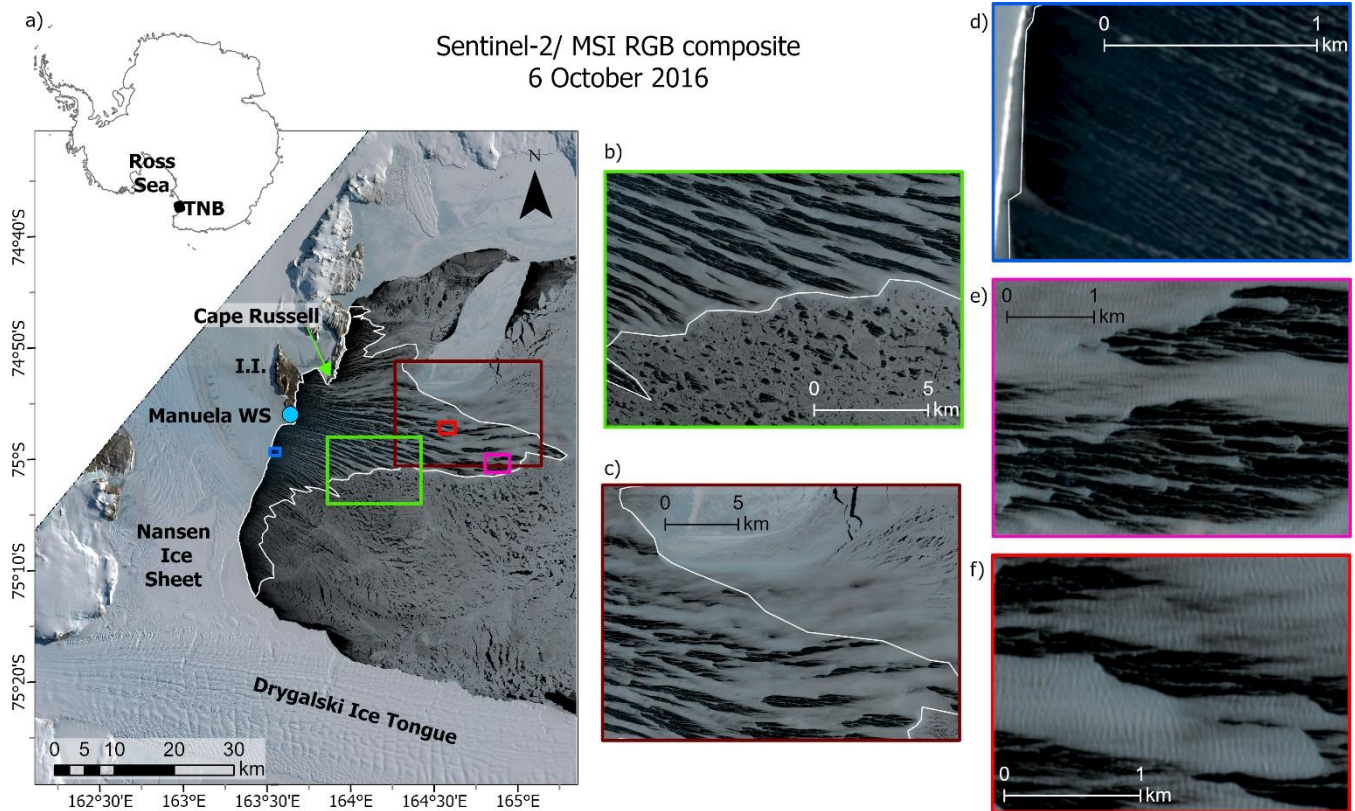 a)
Sentinel-2/ MSI RGB composite
6 October 2016
Ross
Sea
TNB
N
74°40'S
74°50'S
75°S
75°10'S
75°20'S
Cape Russell
I.I.
Manuela WS
Nansen
Ice
Sheet
Drygalski Ice Tongue
0 5 10 20 30
km
162°30'E 163°E 163°30'E 164°E 164°30'E 165°E
b)
0 5
km
c)
0 5
km
d)
0 1
km
e)
0 1
km
f)
0 1
km